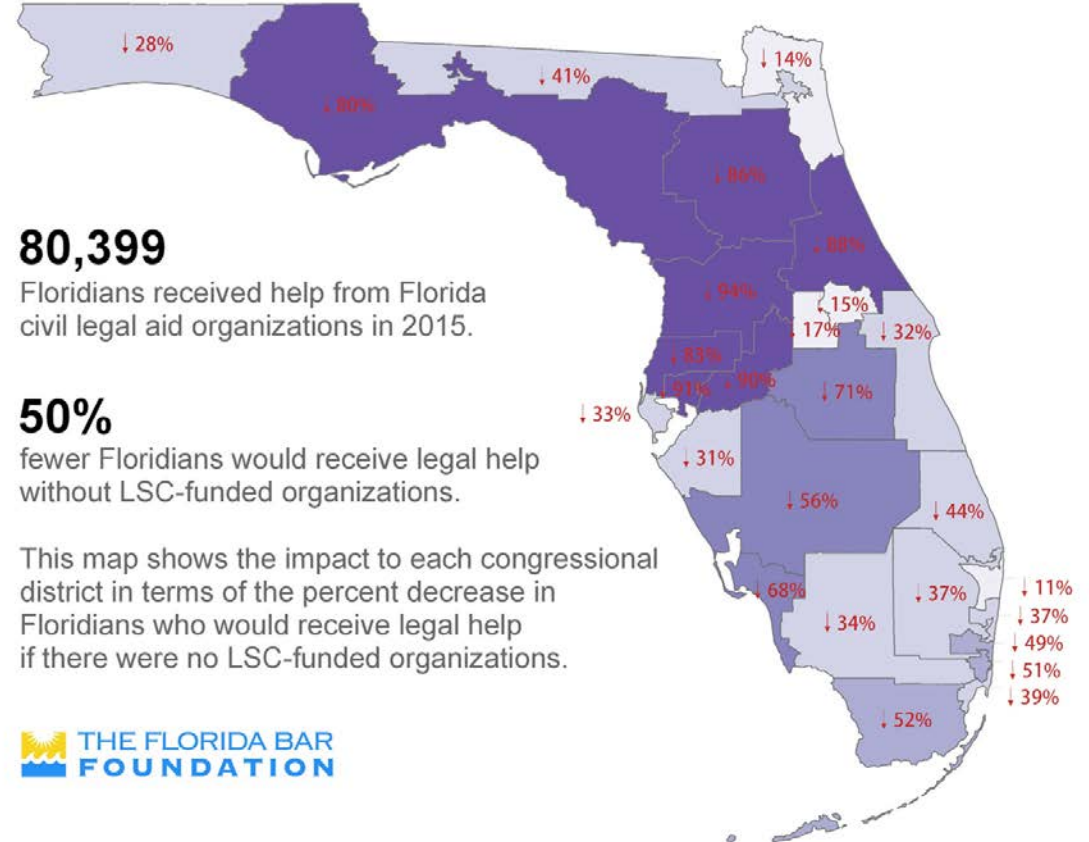 ↓ 28%
↓ 80%
↓ 41%
↓ 14%
↓ 86%
↓ 88%
↓ 94%
↓ 15%
↓ 17%
↓ 32%
↓ 83%
↓ 91%
↓ 90%
↓ 71%
↓ 33%
↓ 31%
↓ 56%
↓ 44%
↓ 68%
↓ 34%
↓ 37%
↓ 11%
↓ 37%
↓ 49%
↓ 51%
↓ 39%
↓ 52%
80,399
Floridians received help from Florida
civil legal aid organizations in 2015.
50%
fewer Floridians would receive legal help
without LSC-funded organizations.
This map shows the impact to each congressional
district in terms of the percent decrease in
Floridians who would receive legal help
if there were no LSC-funded organizations.
THE FLORIDA BAR
FOUNDATION